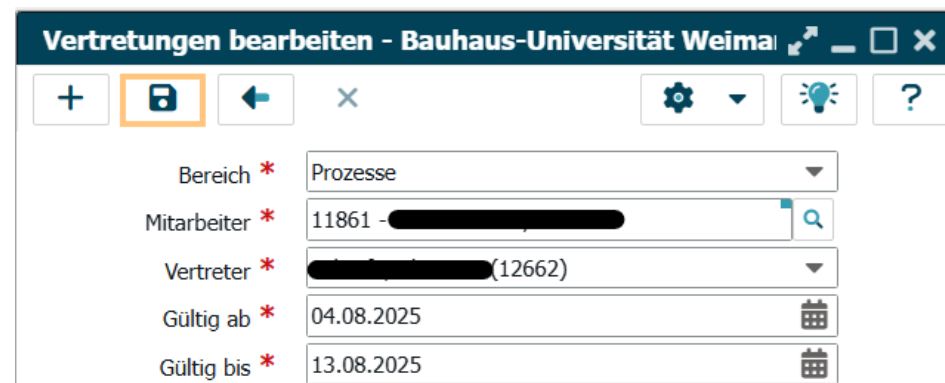 Vertretungen bearbeiten - Bauhaus-Universität Weima
?
Bereich *
Prozesse
Mitarbeiter *
11861 -
Vertreter *
(12662)
Gültig ab *
04.08.2025
Gültig bis *
13.08.2025